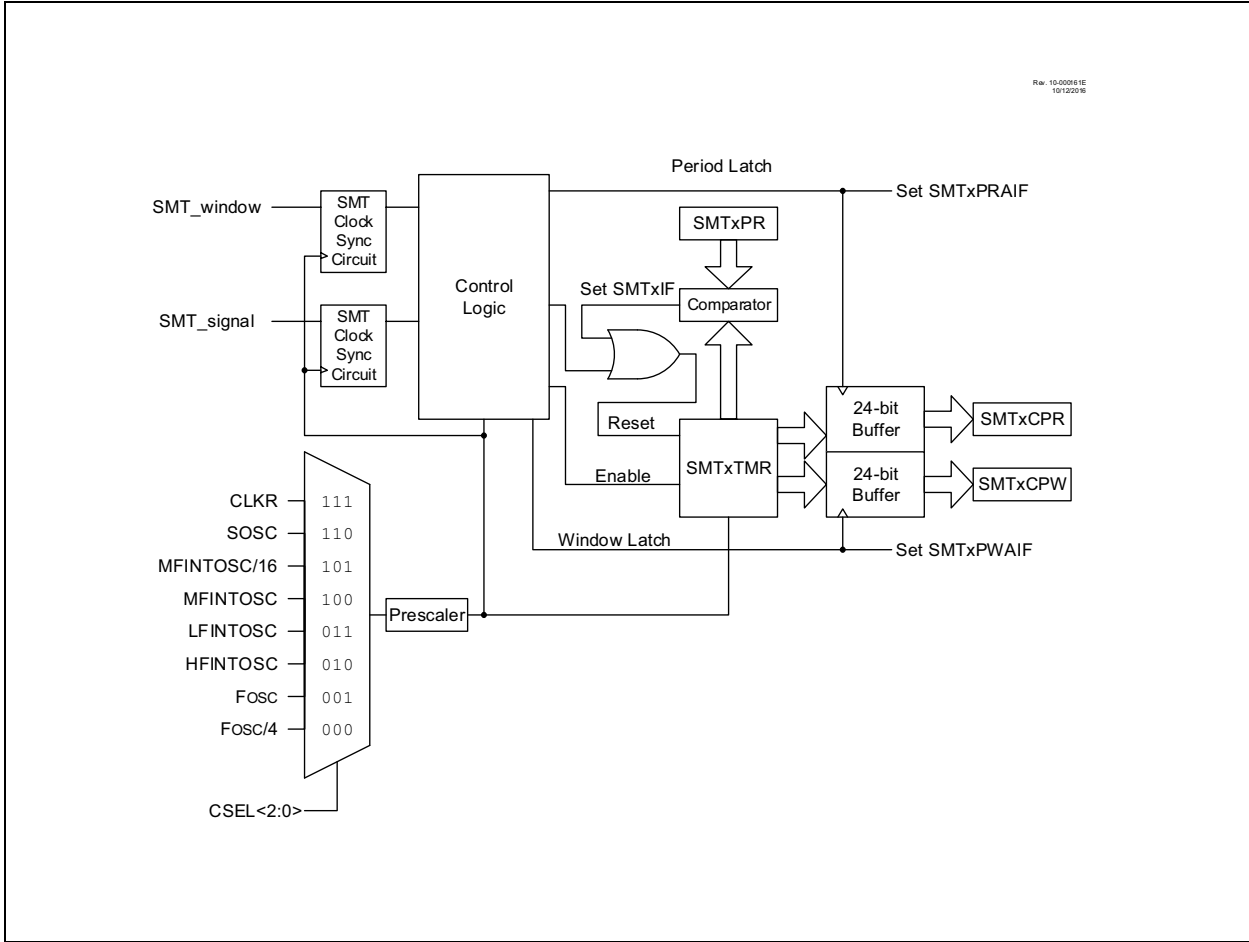 Rev. 10-000161E
10/12/2016
Period Latch
Set SMTxPRAIF
SMT_window
SMT
Clock
Sync
Circuit
SMTxPR
Control
Logic
Set SMTxIF
Comparator
SMT_signal
SMT
Clock
Sync
Circuit
24-bit
Buffer
SMTxCPR
Reset
SMTxTMR
Enable
24-bit
Buffer
SMTxCPW
Window Latch
Set SMTxPWAIF
CLKR 111
SOSC 110
MFINTOSC/16 101
MFINTOSC 100
LFINTOSC 011
HFINTOSC 010
FOSC 001
FOSC/4 000
Prescaler
CSEL<2:0>